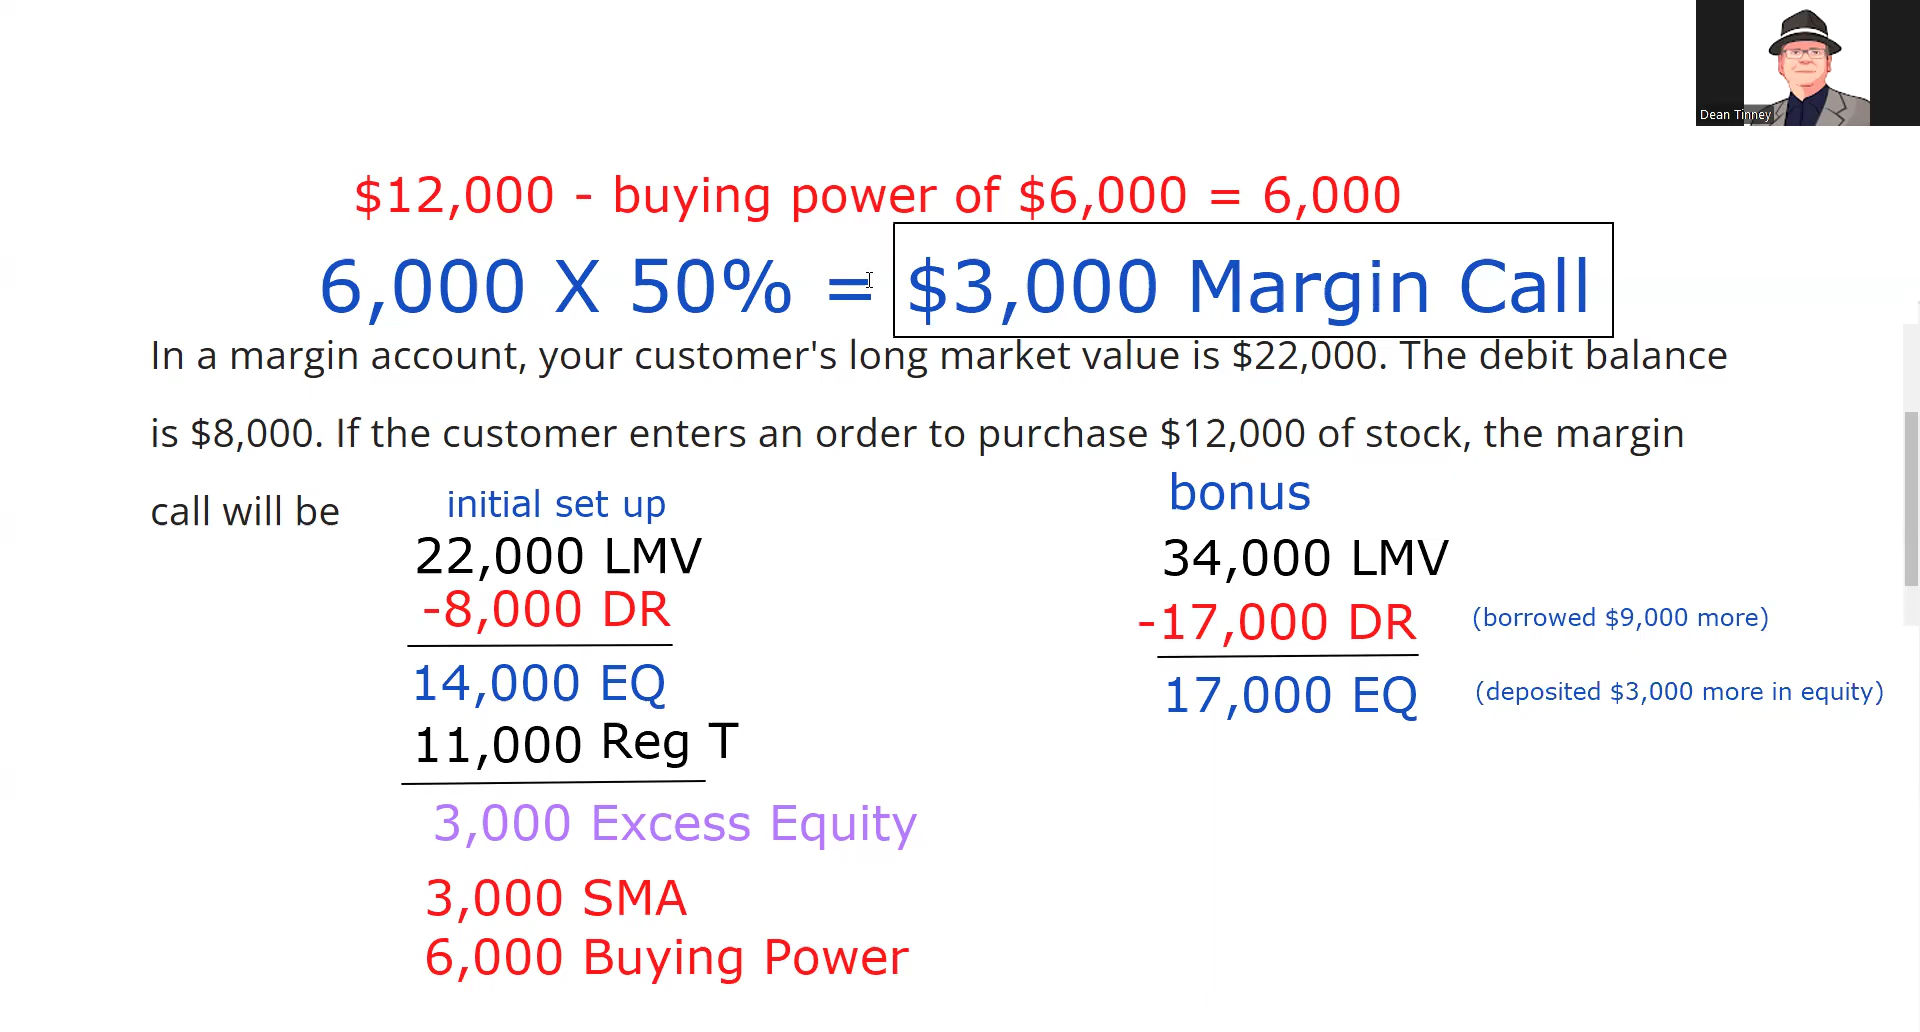 Dean Tinney
$12,000 - buying power of $6,000 = 6,000
6,000 X 50% = $3,000 Margin Call
In a margin account, your customer's long market value is $22,000. The debit balance
is $8,000. If the customer enters an order to purchase $12,000 of stock, the margin
call will be
initial set up
22,000 LMV
-8,000 DR
14,000 EQ
11,000 Reg T
3,000 Excess Equity
3,000 SMA
6,000 Buying Power
bonus
34,000 LMV
-17,000 DR (borrowed $9,000 more)
17,000 EQ (deposited $3,000 more in equity)